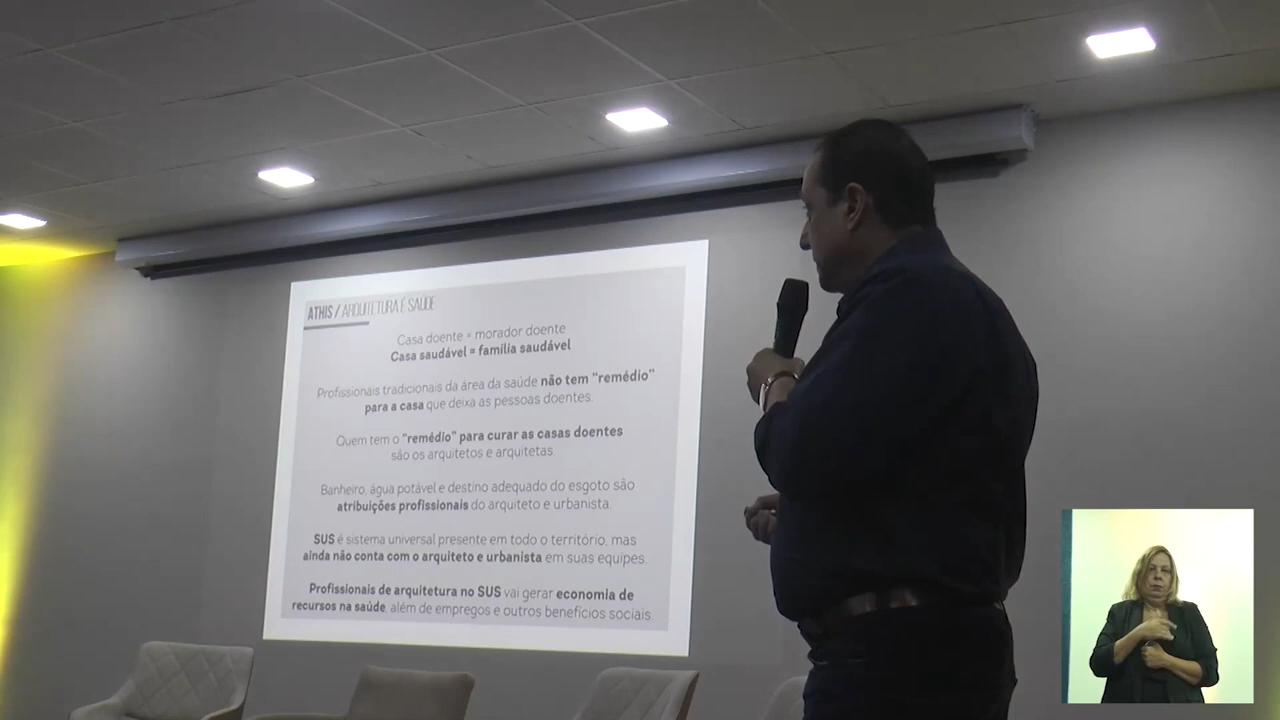 ATHIS / ARQUITETURA É SAÚDE
Casa doente = morador doente
Casa saudável = família saudável
Profissionais tradicionais da área da saúde não tem "remédio"
para a casa que deixa as pessoas doentes.
Quem tem o "remédio" para curar as casas doentes
são os arquitetos e arquitetas.
Banheiro, água potável e destino adequado do esgoto são
atribuições profissionais do arquiteto e urbanista.
SUS é sistema universal presente em todo o território, mas
ainda não conta com o arquiteto e urbanista em suas equipes.
Profissionais de arquitetura no SUS vai gerar economia de
recursos na saúde, além de empregos e outros benefícios sociais.